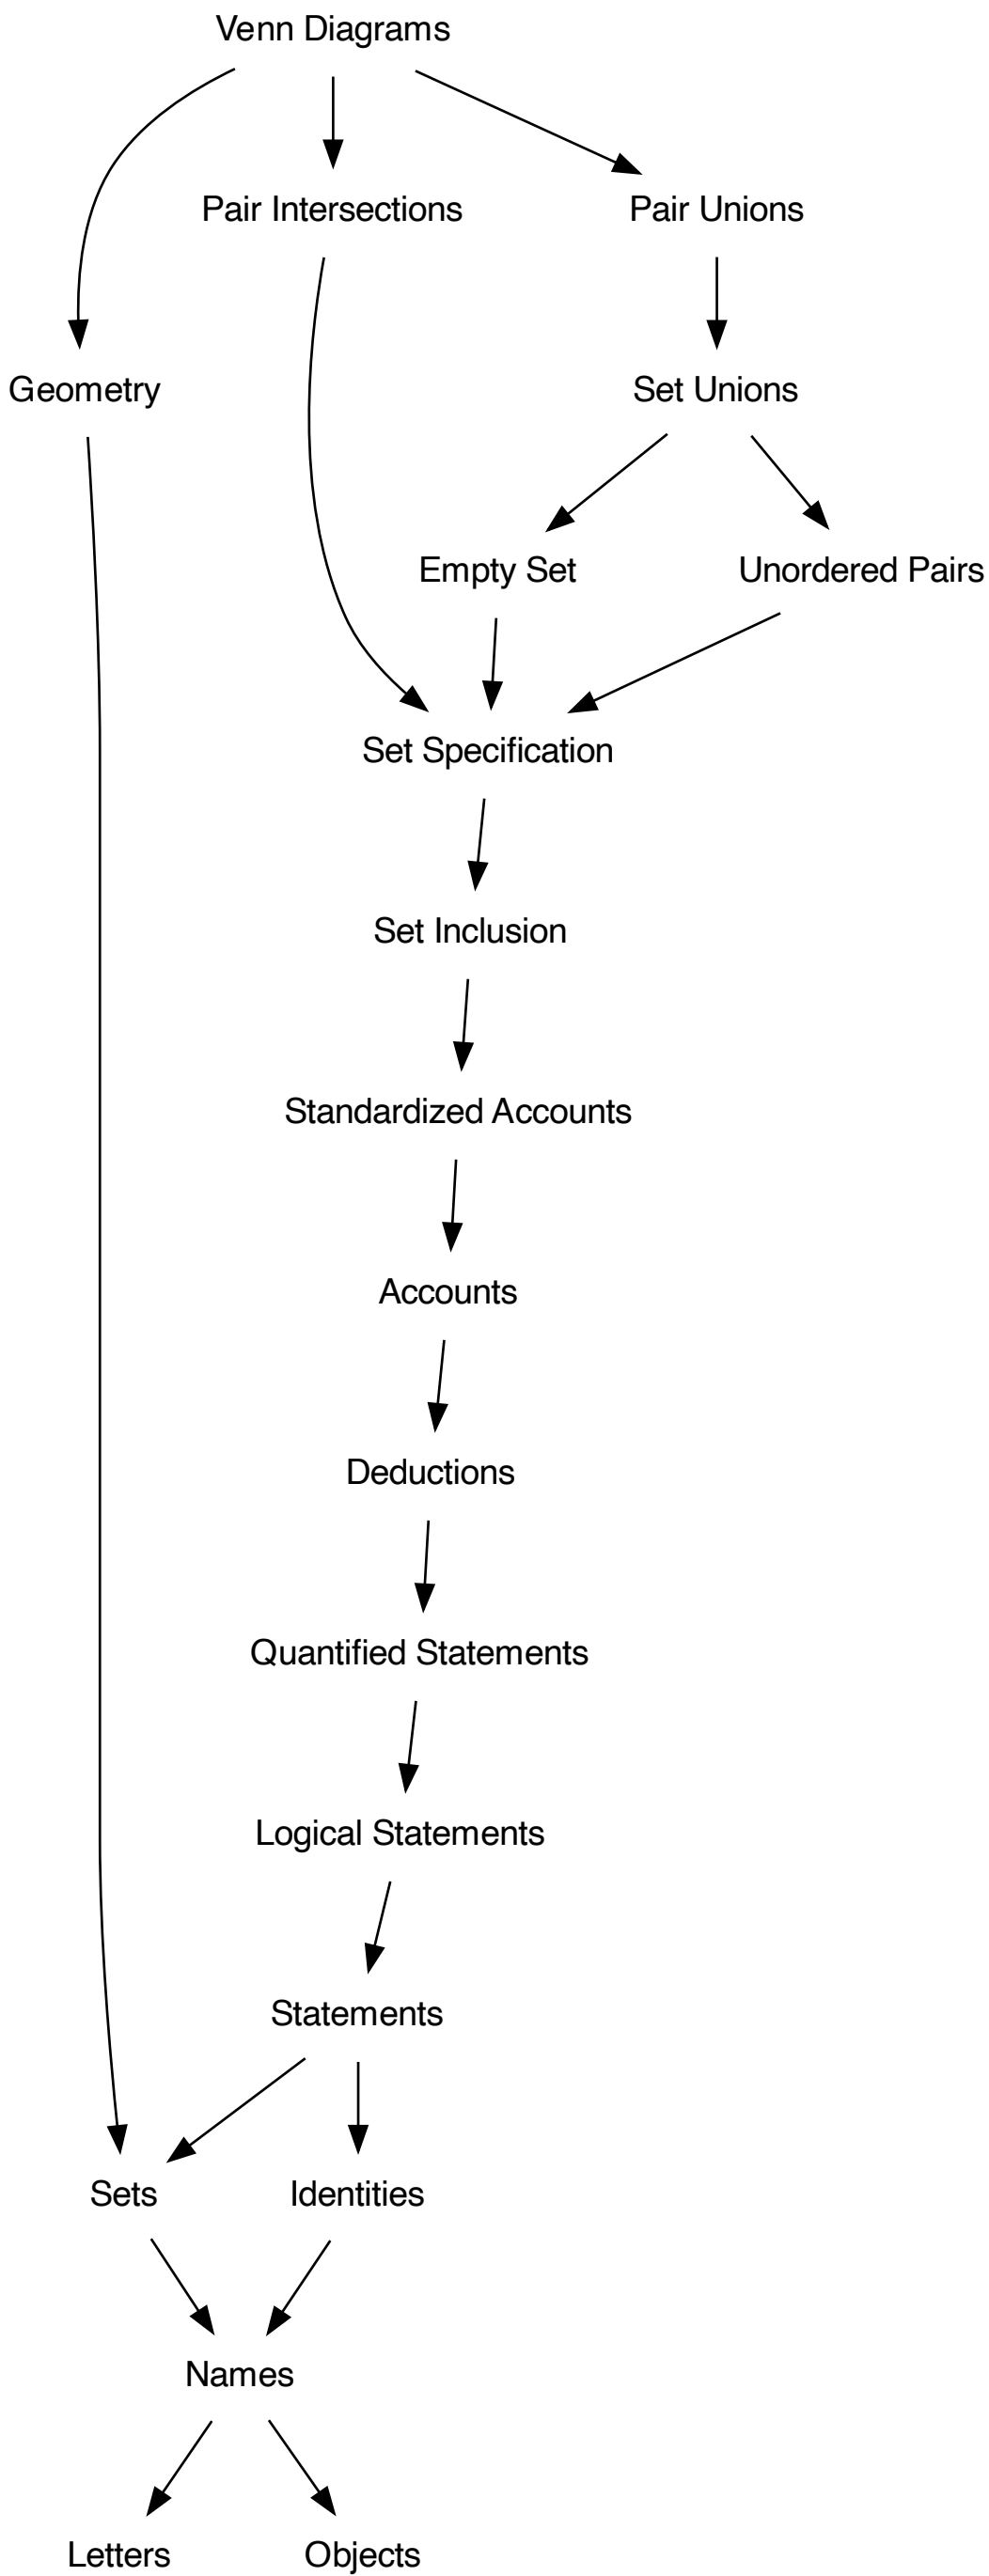 Venn Diagrams
Pair Intersections
Pair Unions
Geometry
Set Unions
Empty Set
Unordered Pairs
Set Specification
Set Inclusion
Standardized Accounts
Accounts
Deductions
Quantified Statements
Logical Statements
Statements
Sets
Identities
Names
Letters
Objects